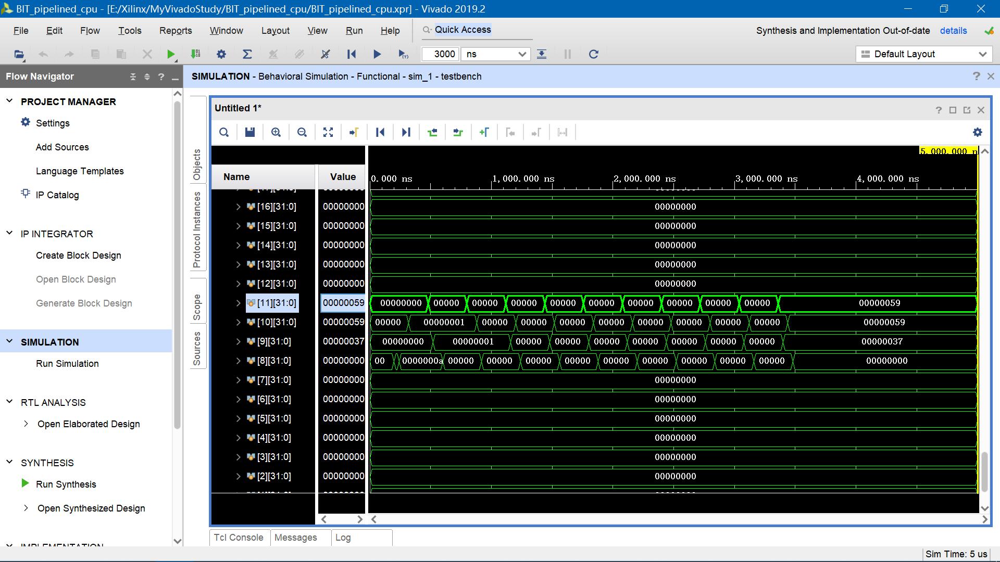 BIT_pipelined_cpu - [E:/Xilinx/MyVivadoStudy/BIT_pipelined_cpu/BIT_pipelined_cpu.xpr] - Vivado 2019.2
File Edit Flow Tools Reports Window Layout View Run Help Quick Access
Synthesis and Implementation Out-of-date details
3000 ns
Default Layout
Flow Navigator
PROJECT MANAGER
Settings
Add Sources
Language Templates
IP Catalog
IP INTEGRATOR
Create Block Design
Open Block Design
Generate Block Design
SIMULATION
Run Simulation
RTL ANALYSIS
Open Elaborated Design
SYNTHESIS
Run Synthesis
Open Synthesized Design
IMPLEMENTATION
SIMULATION - Behavioral Simulation - Functional - sim_1 - testbench
Objects
Protocol Instances
Scope
Sources
Untitled 1*
5,000.000 n
Name Value
0.000 ns 1,000.000 ns 2,000.000 ns 3,000.000 ns 4,000.000 ns
[16][31:0] 00000000 00000000
[15][31:0] 00000000 00000000
[14][31:0] 00000000 00000000
[13][31:0] 00000000 00000000
[12][31:0] 00000000 00000000
[11][31:0] 00000059 00000000 00000 00000 00000 00000 00000 00000 00000 00000 00000 00000059
[10][31:0] 00000059 00000 00000001 00000 00000 00000 00000 00000 00000 00000 00000 00000059
[9][31:0] 00000037 00000000 00000001 00000 00000 00000 00000 00000 00000 00000 00000037
[8][31:0] 00000000 00 0000000a 00000 00000 00000 00000 00000 00000 00000 00000 00000 00000000
[7][31:0] 00000000 00000000
[6][31:0] 00000000 00000000
[5][31:0] 00000000 00000000
[4][31:0] 00000000 00000000
[3][31:0] 00000000 00000000
[2][31:0] 00000000 00000000
Tcl Console Messages Log
Sim Time: 5 us